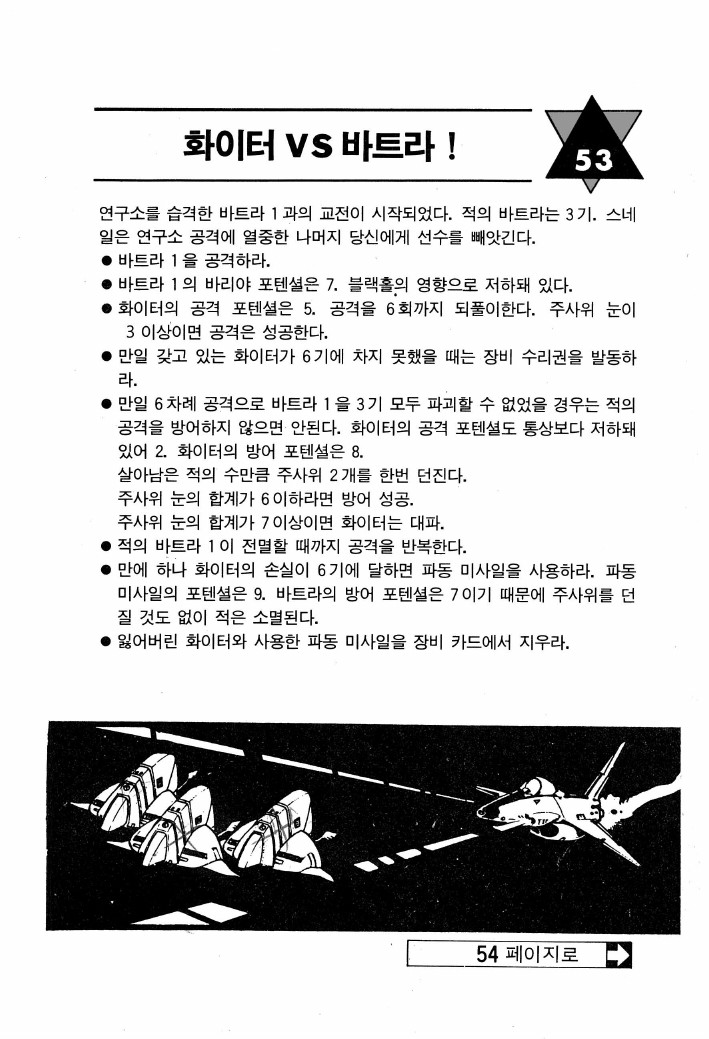 화이터 VS 바트라 !
53
연구소를 습격한 바트라 1과의 교전이 시작되었다. 적의 바트라는 3기. 스네
일은 연구소 공격에 열중한 나머지 당신에게 선수를 빼앗긴다.
● 바트라 1을 공격하라.
● 바트라 1의 바리야 포텐셜은 7. 블랙홀의 영향으로 저하돼 있다.
● 화이터의 공격 포텐셜은 5. 공격을 6회까지 되풀이한다. 주사위 눈이
3 이상이면 공격은 성공한다.
● 만일 갖고 있는 화이터가 6기에 차지 못했을 때는 장비 수리권을 발동하
라.
● 만일 6차례 공격으로 바트라 1을 3기 모두 파괴할 수 없었을 경우는 적의
공격을 방어하지 않으면 안된다. 화이터의 공격 포텐셜도 통상보다 저하돼
있어 2. 화이터의 방어 포텐셜은 8.
살아남은 적의 수만큼 주사위 2개를 한번 던진다.
주사위 눈의 합계가 6이하라면 방어 성공.
주사위 눈의 합계가 7이상이면 화이터는 대파.
● 적의 바트라 1이 전멸할 때까지 공격을 반복한다.
● 만에 하나 화이터의 손실이 6기에 달하면 파동 미사일을 사용하라. 파동
미사일의 포텐셜은 9. 바트라의 방어 포텐셜은 7이기 때문에 주사위를 던
질 것도 없이 적은 소멸된다.
● 잃어버린 화이터와 사용한 파동 미사일을 장비 카드에서 지우라.
54 페이지로